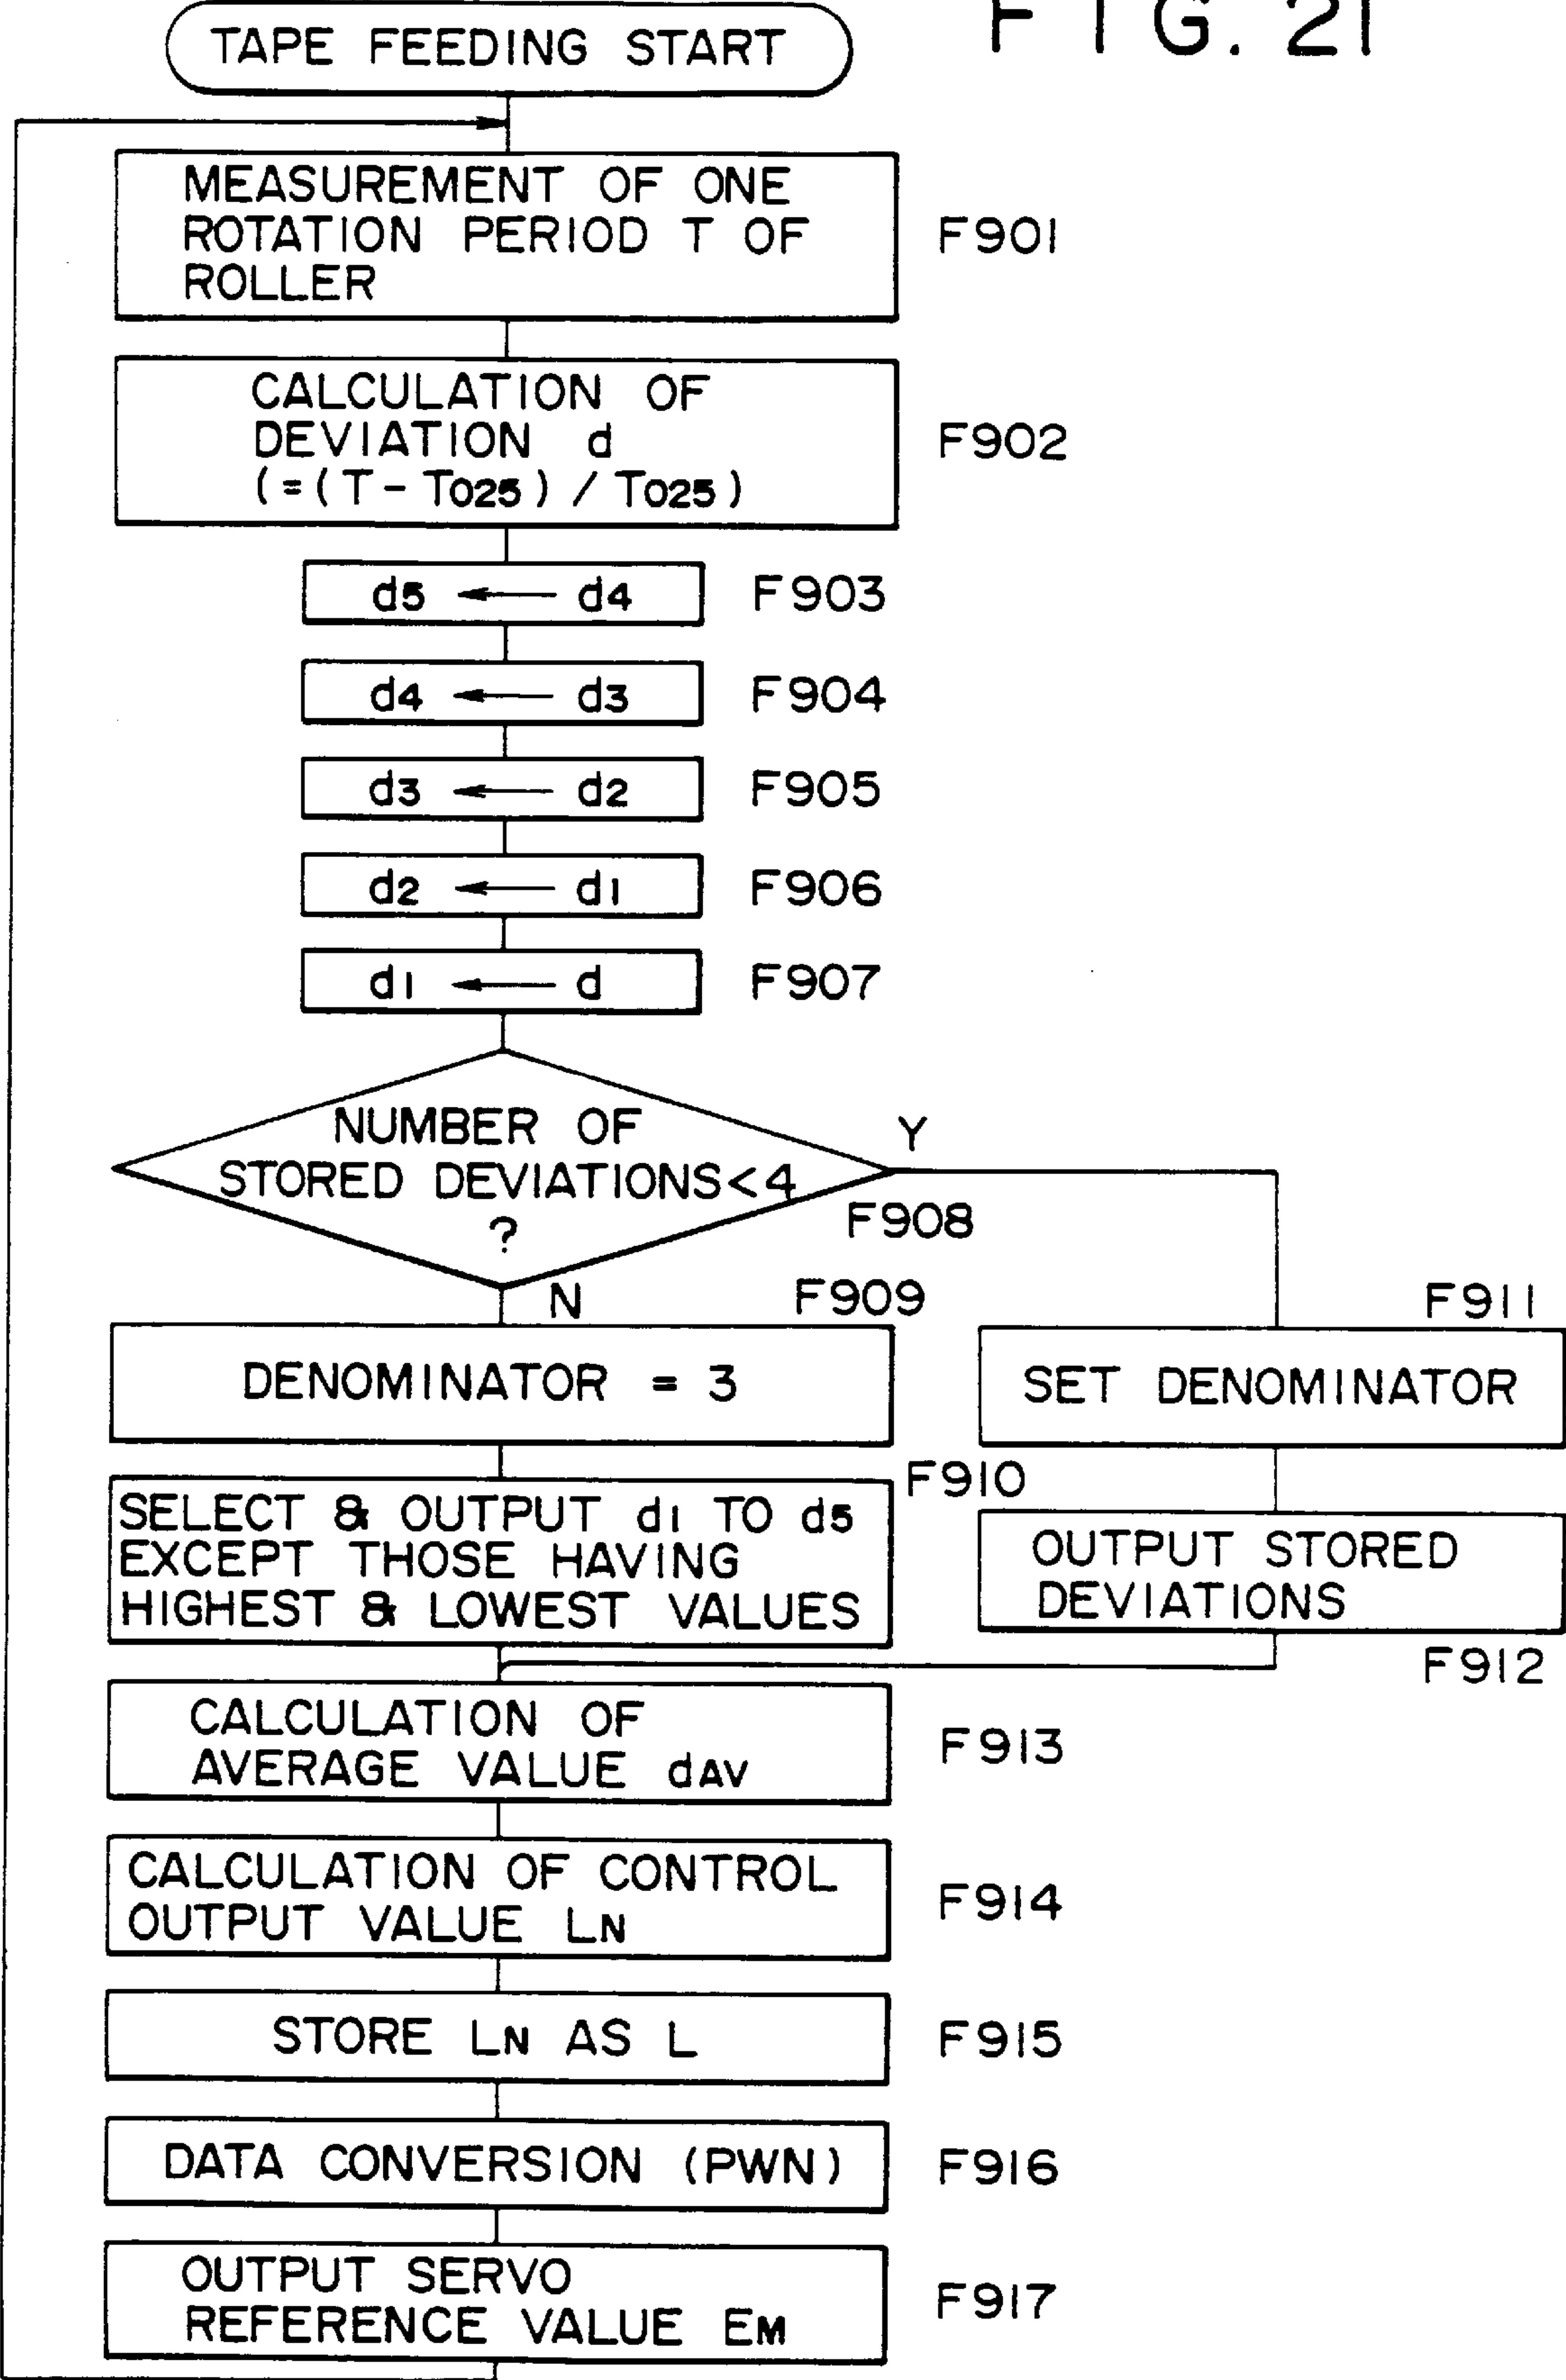 FIG. 21
TAPE FEEDING START
MEASUREMENT OF ONE
ROTATION PERIOD T OF
ROLLER
F901
CALCULATION OF
DEVIATION d
(=(T-T025)/T025)
F902
d5 ← d4
F903
d4 ← d3
F904
d3 ← d2
F905
d2 ← d1
F906
d1 ← d
F907
NUMBER OF
STORED DEVIATIONS<4
?
Y
F908
N
F909
DENOMINATOR = 3
F911
SET DENOMINATOR
F910
SELECT & OUTPUT d1 TO d5
EXCEPT THOSE HAVING
HIGHEST & LOWEST VALUES
OUTPUT STORED
DEVIATIONS
F912
CALCULATION OF
AVERAGE VALUE dAV
F913
CALCULATION OF CONTROL
OUTPUT VALUE LN
F914
STORE LN AS L
F915
DATA CONVERSION (PWN)
F916
OUTPUT SERVO
REFERENCE VALUE EM
F917